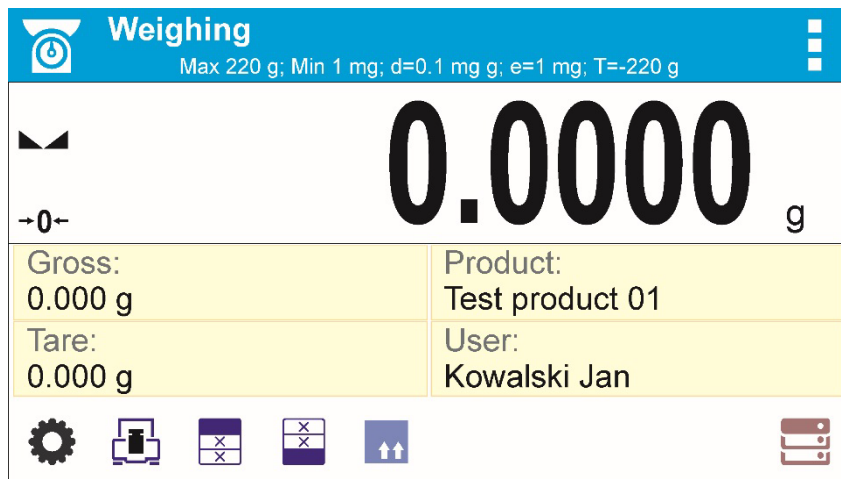 Weighing
Max 220 g; Min 1 mg; d=0.1 mg g; e=1 mg; T=-220 g
0.0000 g
→0←
Gross:
0.000 g
Product:
Test product 01
Tare:
0.000 g
User:
Kowalski Jan